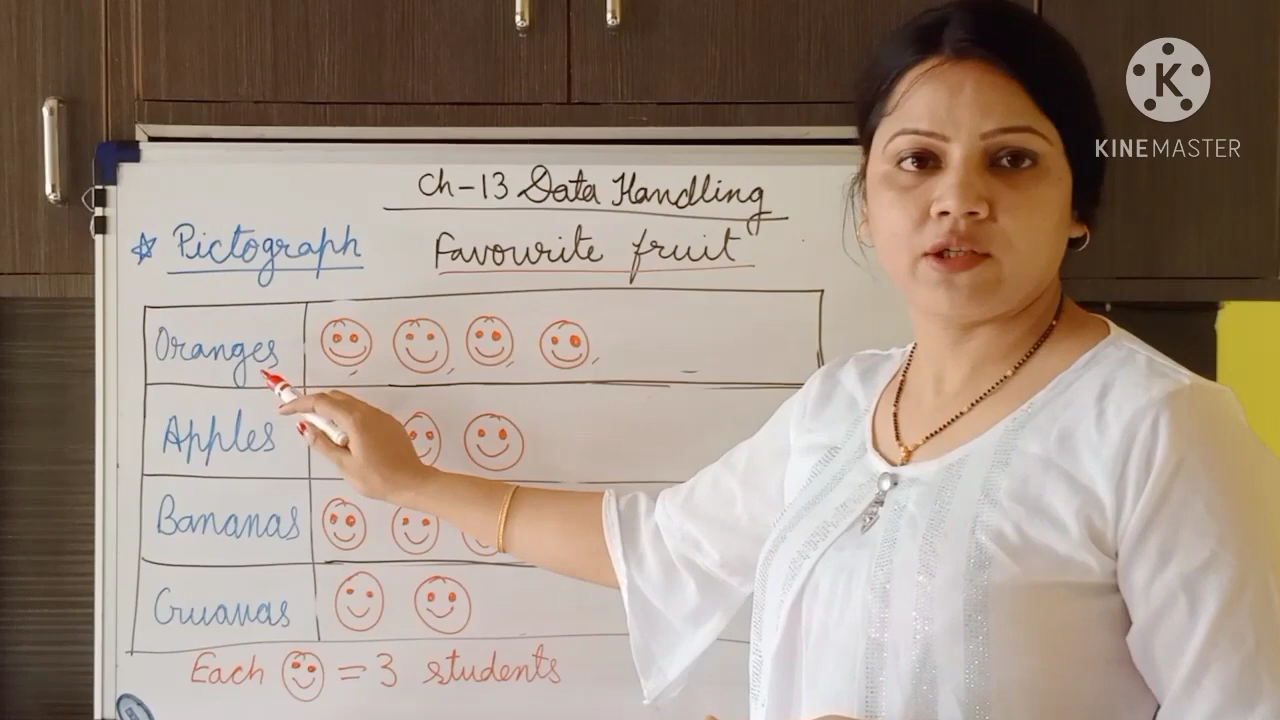 Ch-13 Data Handling
☆ Pictograph Favourite fruit
Oranges
Apples
Bananas
Guavas
Each = 3 students
KINEMASTER